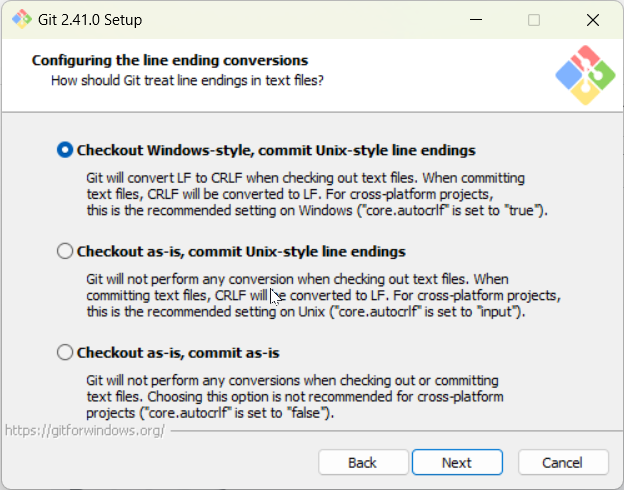 Git 2.41.0 Setup
Configuring the line ending conversions
How should Git treat line endings in text files?
Checkout Windows-style, commit Unix-style line endings
Git will convert LF to CRLF when checking out text files. When committing
text files, CRLF will be converted to LF. For cross-platform projects,
this is the recommended setting on Windows ("core.autocrlf" is set to "true").
Checkout as-is, commit Unix-style line endings
Git will not perform any conversion when checking out text files. When
committing text files, CRLF will be converted to LF. For cross-platform projects,
this is the recommended setting on Unix ("core.autocrlf" is set to "input").
Checkout as-is, commit as-is
Git will not perform any conversions when checking out or committing
text files. Choosing this option is not recommended for cross-platform
projects ("core.autocrlf" is set to "false").
https://gitforwindows.org/
Back Next Cancel